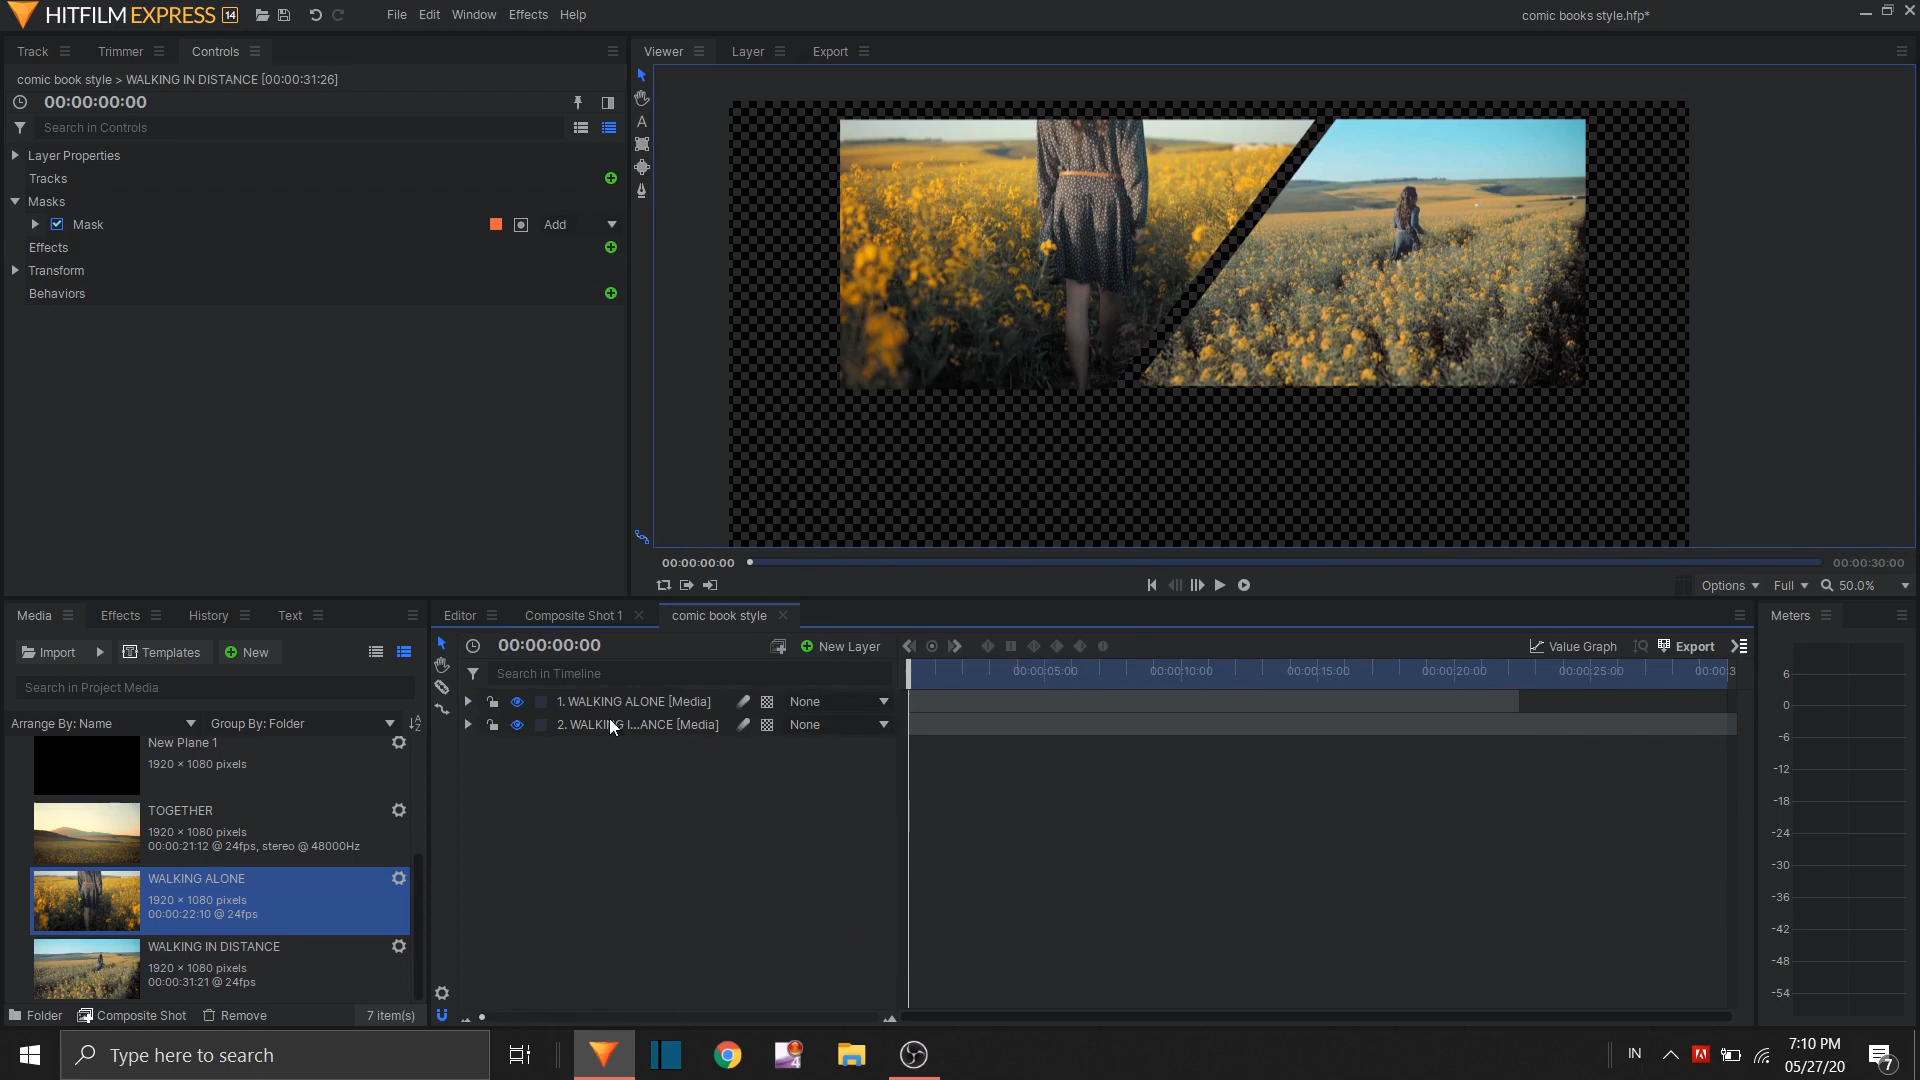 HITFILM EXPRESS 14
File Edit Window Effects Help
comic books style.hfp*
Track Trimmer Controls
comic book style > WALKING IN DISTANCE [00:00:31:26]
00:00:00:00
Search in Controls
Layer Properties
Tracks
Masks
Mask Add
Effects
Transform
Behaviors
Viewer Layer Export
A
00:00:00:00 00:00:30:00
Options Full 50.0%
Media Effects History Text
Import Templates New
Search in Project Media
Arrange By: Name Group By: Folder
New Plane 1
1920 × 1080 pixels
TOGETHER
1920 × 1080 pixels
00:00:21:12 @ 24fps, stereo @ 48000Hz
WALKING ALONE
1920 × 1080 pixels
00:00:22:10 @ 24fps
WALKING IN DISTANCE
1920 × 1080 pixels
00:00:31:21 @ 24fps
Folder Composite Shot Remove 7 item(s)
Editor Composite Shot 1 comic book style
00:00:00:00 New Layer Value Graph Export
Search in Timeline
00:00:05:00 00:00:10:00 00:00:15:00 00:00:20:00 00:00:25:00 00:00:3
1. WALKING ALONE [Media] None
2. WALKING I...ANCE [Media] None
Meters
6
0
-6
-12
-18
-24
-30
-36
-42
-48
-54
Type here to search
4
IN
7:10 PM
05/27/20
7